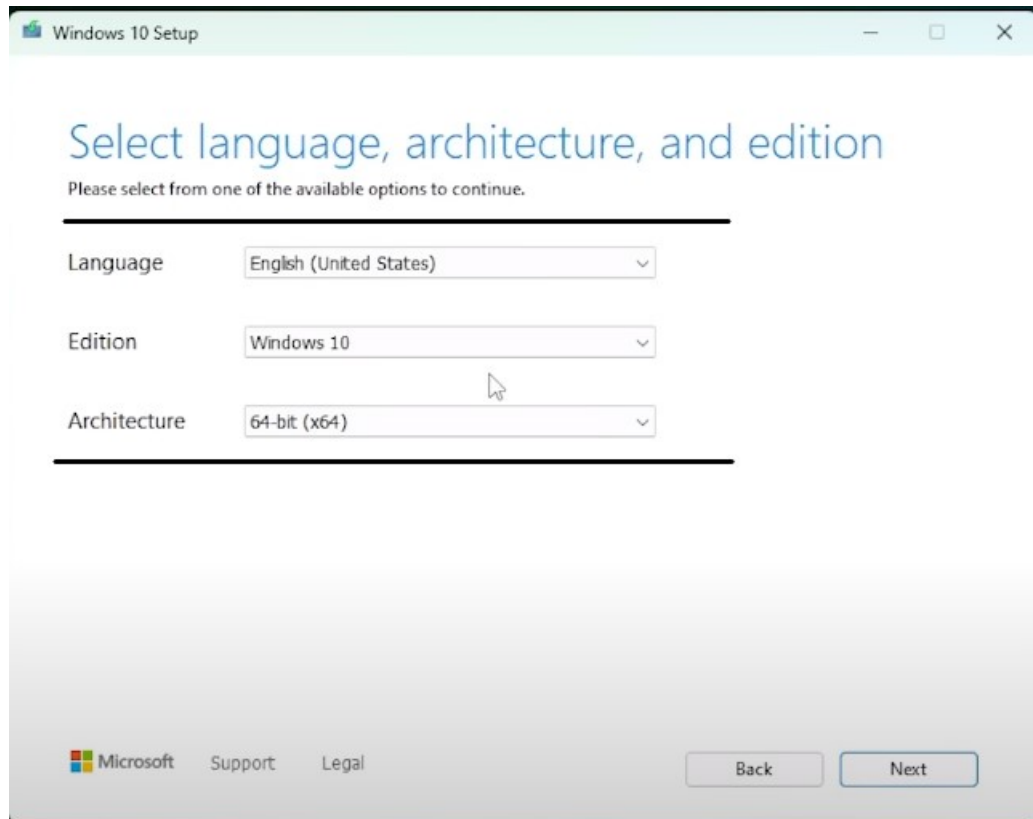 Windows 10 Setup
Select language, architecture, and edition
Please select from one of the available options to continue.
Language English (United States)
Edition Windows 10
Architecture 64-bit (x64)
Microsoft Support Legal Back Next